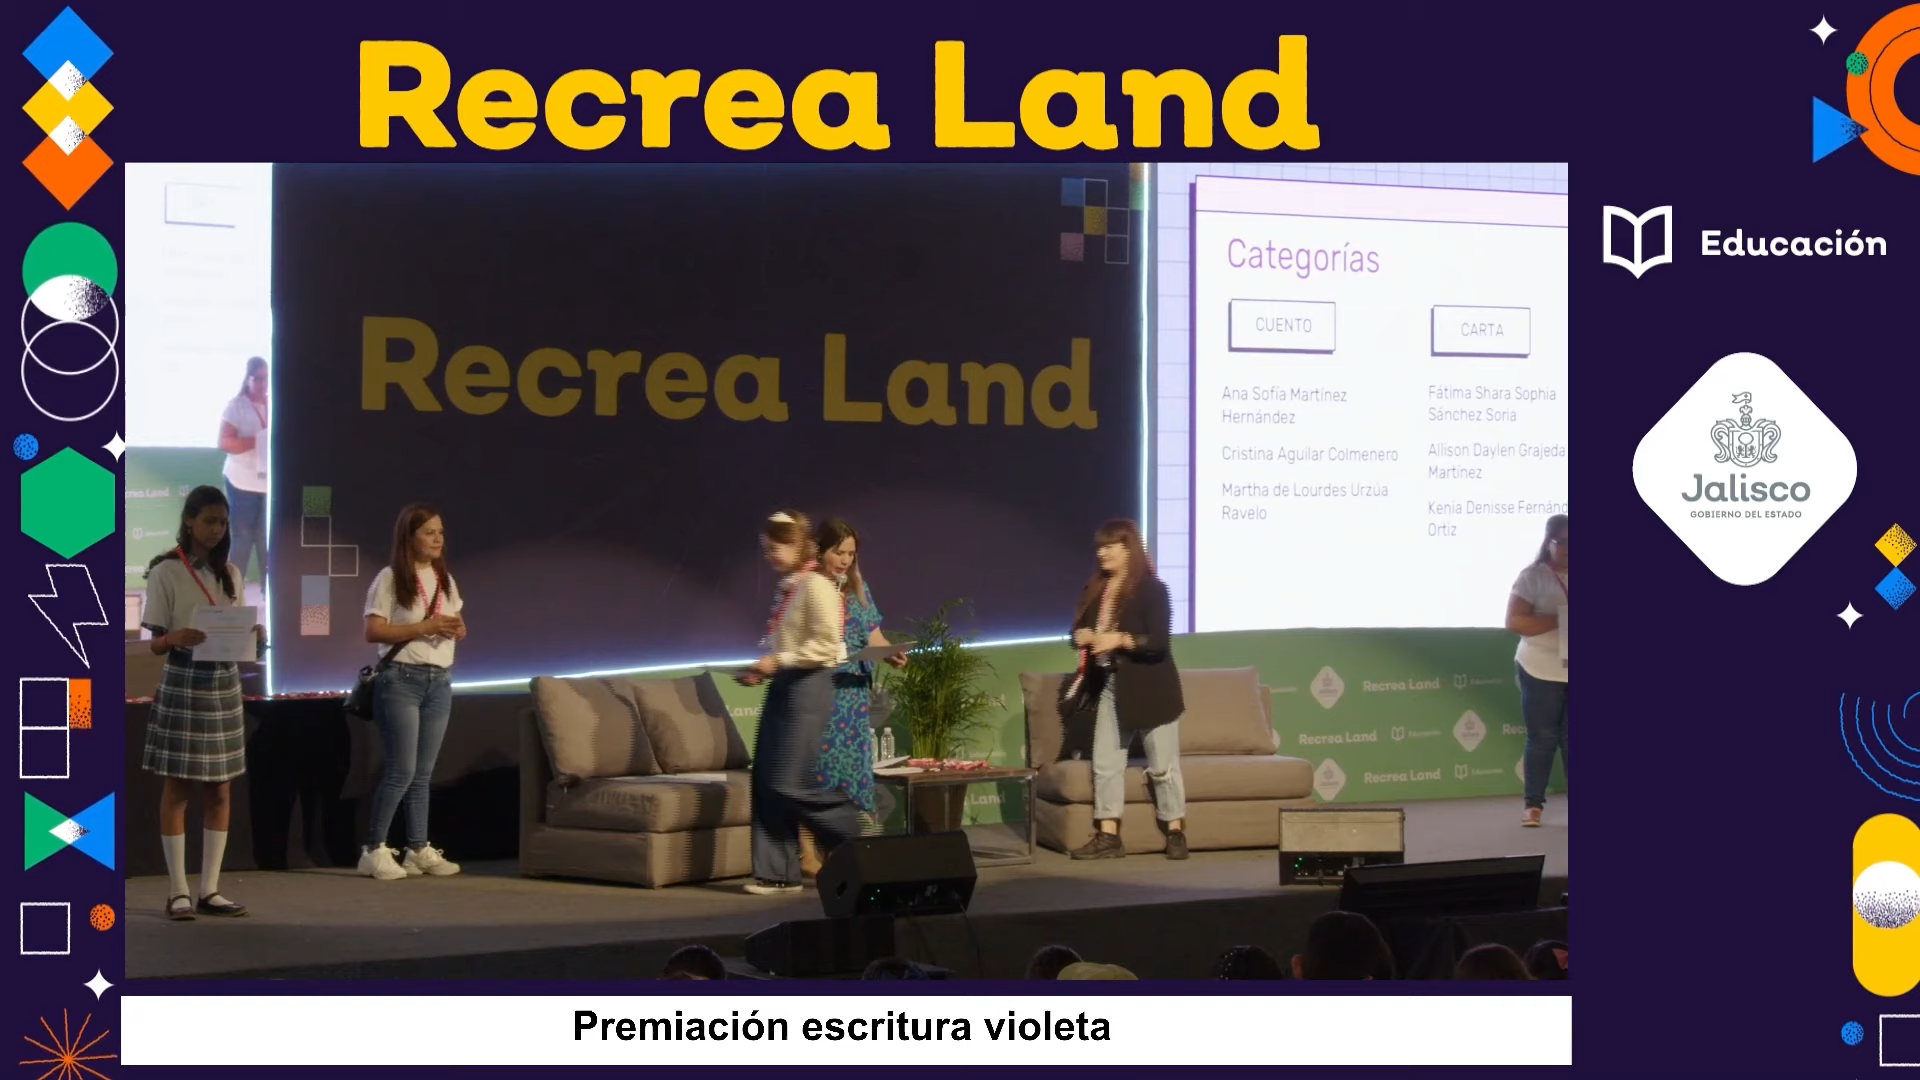 Recrea Land
Educación
Jalisco
GOBIERNO DEL ESTADO
Recrea Land
Categorías
CUENTO
Ana Sofía Martínez
Hernández
Cristina Aguilar Colmenero
Martha de Lourdes Urzúa
Ravelo
CARTA
Fátima Shara Sophia
Sánchez Soria
Allison Daylen Grajeda
Martínez
Kenia Denisse Fernánd
Ortiz
Recrea Land
Recrea Land
Recrea Land
Premiación escritura violeta